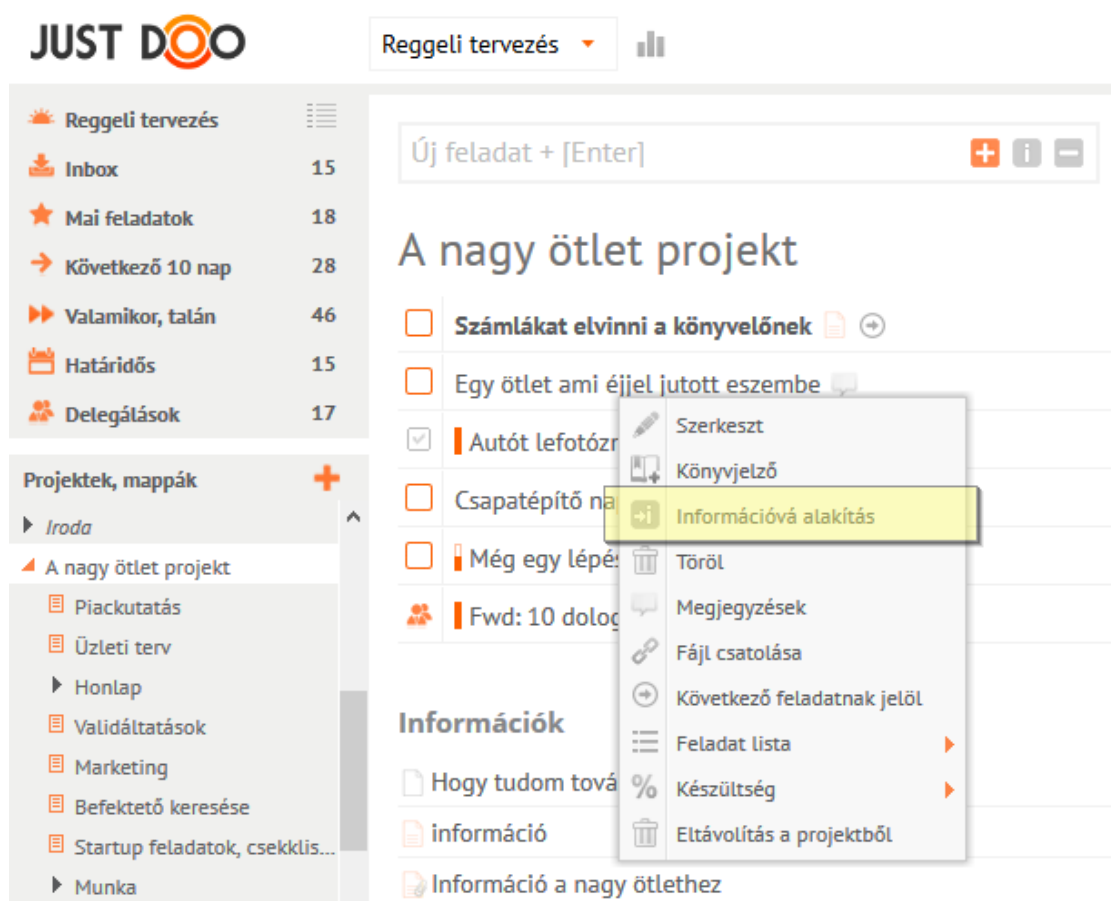 JUST DOO
Reggeli tervezés
Reggeli tervezés
Inbox 15
Mai feladatok 18
Következő 10 nap 28
Valamikor, talán 46
Határidős 15
Delegálások 17
Projektek, mappák
Iroda
A nagy ötlet projekt
Piackutatás
Üzleti terv
Honlap
Validáltatások
Marketing
Befektető keresése
Startup feladatok, csekklis...
Munka
Új feladat + [Enter]
A nagy ötlet projekt
Számlákat elvinni a könyvelőnek
Egy ötlet ami éjjel jutott eszembe
Autót lefotózn
Csapatépítő na
Még egy lépés
Fwd: 10 dolog
Szerkeszt
Könyvjelző
Információvá alakítás
Töröl
Megjegyzések
Fájl csatolása
Következő feladatnak jelöl
Feladat lista
% Készültség
Eltávolítás a projektből
Információk
Hogy tudom tová
információ
Információ a nagy ötlethez